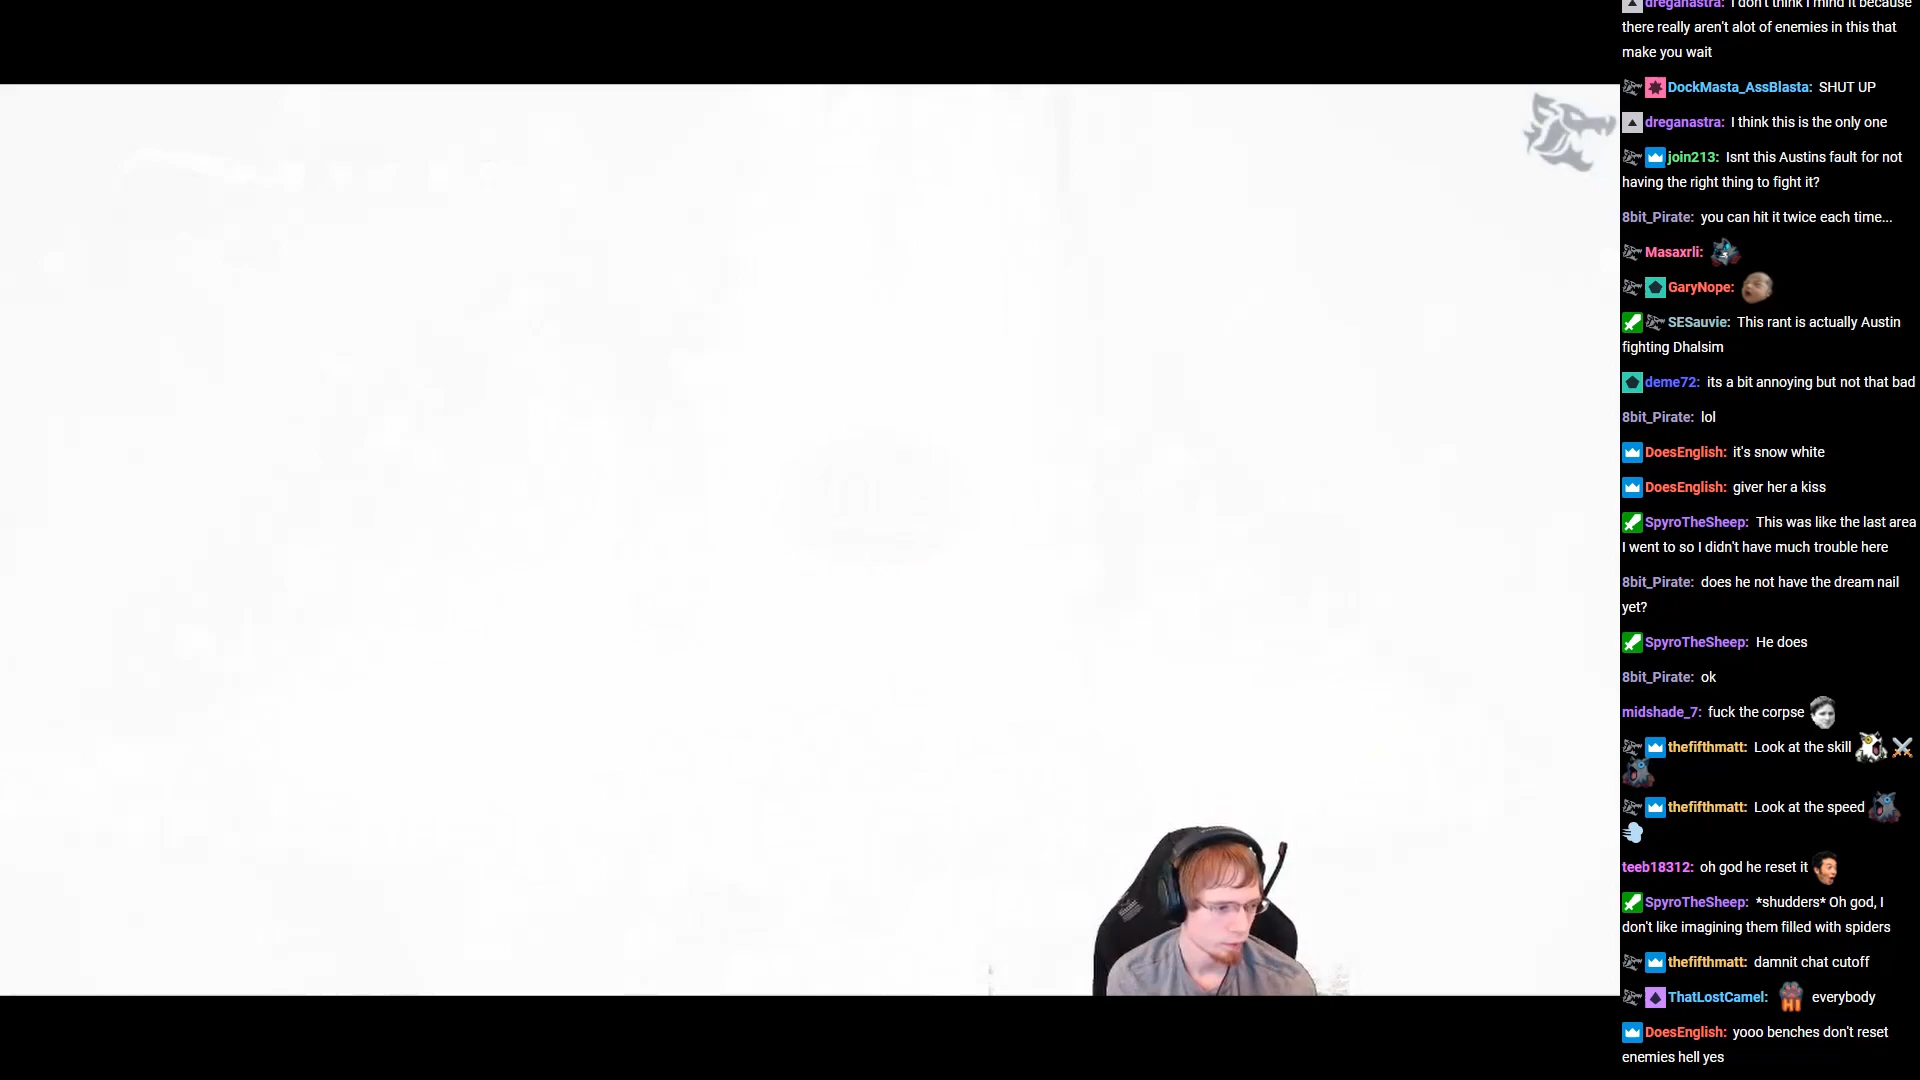 dreganastra: I don't think I mind it because
there really aren't alot of enemies in this that
make you wait
DockMasta_AssBlasta: SHUT UP
dreganastra: I think this is the only one
join213: Isnt this Austins fault for not
having the right thing to fight it?
8bit_Pirate: you can hit it twice each time...
Masaxrli:
GaryNope:
SESauvie: This rant is actually Austin
fighting Dhalsim
deme72: its a bit annoying but not that bad
8bit_Pirate: lol
DoesEnglish: it's snow white
DoesEnglish: giver her a kiss
SpyroTheSheep: This was like the last area
I went to so I didn't have much trouble here
8bit_Pirate: does he not have the dream nail
yet?
SpyroTheSheep: He does
8bit_Pirate: ok
midshade_7: fuck the corpse
thefifthmatt: Look at the skill
thefifthmatt: Look at the speed
teeb18312: oh god he reset it
SpyroTheSheep: *shudders* Oh god, I
don't like imagining them filled with spiders
thefifthmatt: damnit chat cutoff
ThatLostCamel: HI everybody
DoesEnglish: yooo benches don't reset
enemies hell yes